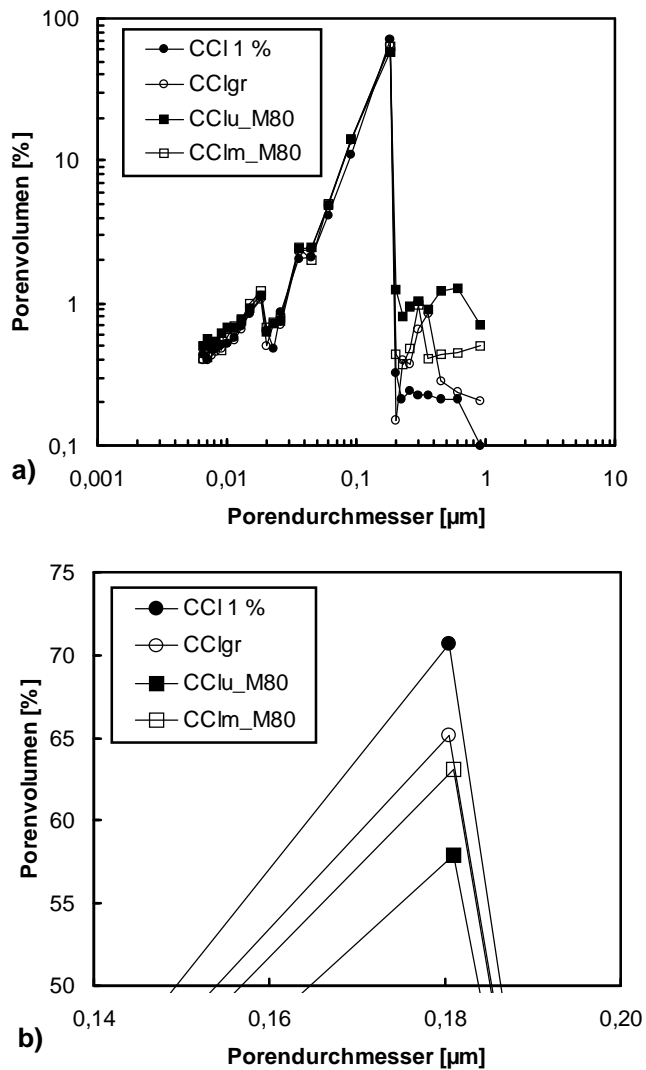 100
10
1
0,1
Porenvolumen [%]
CCl 1 %
CClgr
CClu_M80
CClm_M80
0,001
0,01
0,1
1
10
a)
Porendurchmesser [µm]
75
70
65
60
55
50
Porenvolumen [%]
CCl 1 %
CClgr
CClu_M80
CClm_M80
0,14
0,16
0,18
0,20
b)
Porendurchmesser [µm]